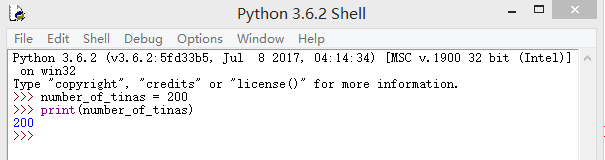 Python 3.6.2 Shell
File Edit Shell Debug Options Window Help
Python 3.6.2 (v3.6.2:5fd33b5, Jul  8 2017, 04:14:34) [MSC v.1900 32 bit (Intel)]
 on win32
Type "copyright", "credits" or "license()" for more information.
>>> number_of_tinas = 200
>>> print(number_of_tinas)
200
>>>